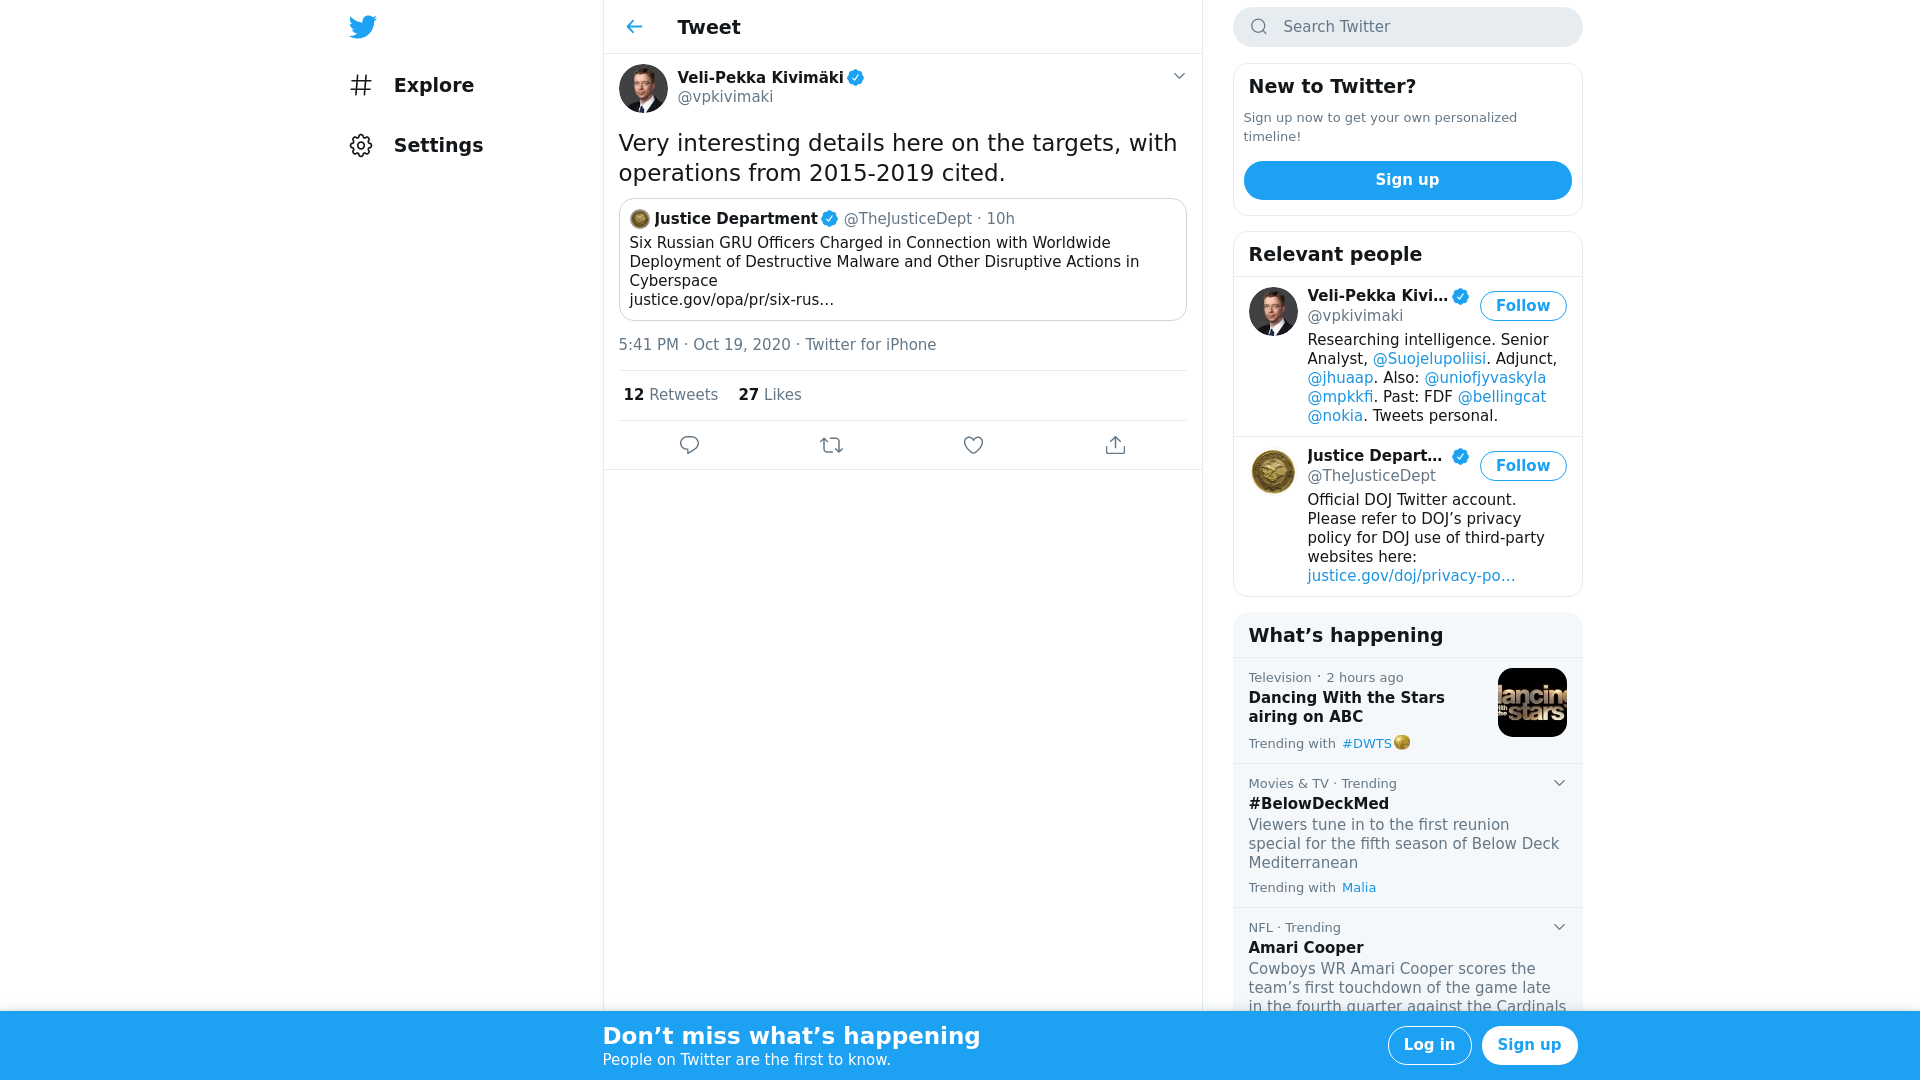 Explore
Settings
Tweet
Veli-Pekka Kivimäki
@vpkivimaki
Very interesting details here on the targets, with
operations from 2015-2019 cited.
Justice Department @TheJusticeDept · 10h
Six Russian GRU Officers Charged in Connection with Worldwide
Deployment of Destructive Malware and Other Disruptive Actions in
Cyberspace
justice.gov/opa/pr/six-rus…
5:41 PM · Oct 19, 2020 · Twitter for iPhone
12 Retweets 27 Likes
Search Twitter
New to Twitter?
Sign up now to get your own personalized
timeline!
Sign up
Relevant people
Veli-Pekka Kivi…
Follow
@vpkivimaki
Researching intelligence. Senior
Analyst, @Suojelupoliisi. Adjunct,
@jhuaap. Also: @uniofjyvaskyla
@mpkkfi. Past: FDF @bellingcat
@nokia. Tweets personal.
Justice Depart…
Follow
@TheJusticeDept
Official DOJ Twitter account.
Please refer to DOJ’s privacy
policy for DOJ use of third-party
websites here:
justice.gov/doj/privacy-po…
What’s happening
Television · 2 hours ago
Dancing With the Stars
airing on ABC
Trending with #DWTS
dancing
with the
stars
Movies & TV · Trending
#BelowDeckMed
Viewers tune in to the first reunion
special for the fifth season of Below Deck
Mediterranean
Trending with Malia
NFL · Trending
Amari Cooper
Cowboys WR Amari Cooper scores the
team’s first touchdown of the game late
in the fourth quarter against the Cardinals
Don’t miss what’s happening
People on Twitter are the first to know.
Log in
Sign up